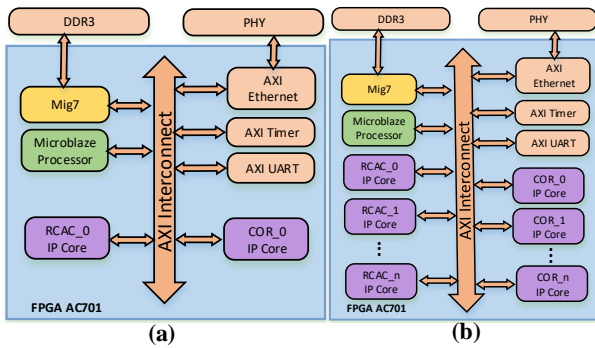 DDR3
PHY
Mig7
AXI
Ethernet
Microblaze
Processor
AXI Timer
AXI UART
AXI Interconnect
RCAC_0
IP Core
COR_0
IP Core
FPGA AC701
(a)
DDR3
PHY
Mig7
AXI
Ethernet
Microblaze
Processor
AXI Timer
AXI UART
AXI Interconnect
RCAC_0
IP Core
COR_0
IP Core
RCAC_1
IP Core
COR_1
IP Core
RCAC_n
IP Core
COR_n
IP Core
FPGA AC701
(b)